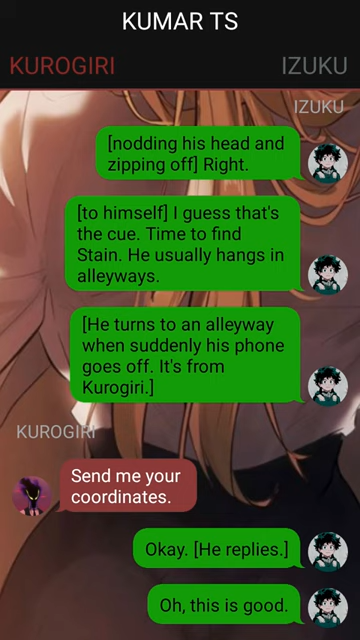 KUMAR TS
KUROGIRI
IZUKU
IZUKU
[nodding his head and
zipping off] Right.
[to himself] I guess that's
the cue. Time to find
Stain. He usually hangs in
alleyways.
[He turns to an alleyway
when suddenly his phone
goes off. It's from
Kurogiri.]
KUROGIRI
Send me your
coordinates.
Okay. [He replies.]
Oh, this is good.